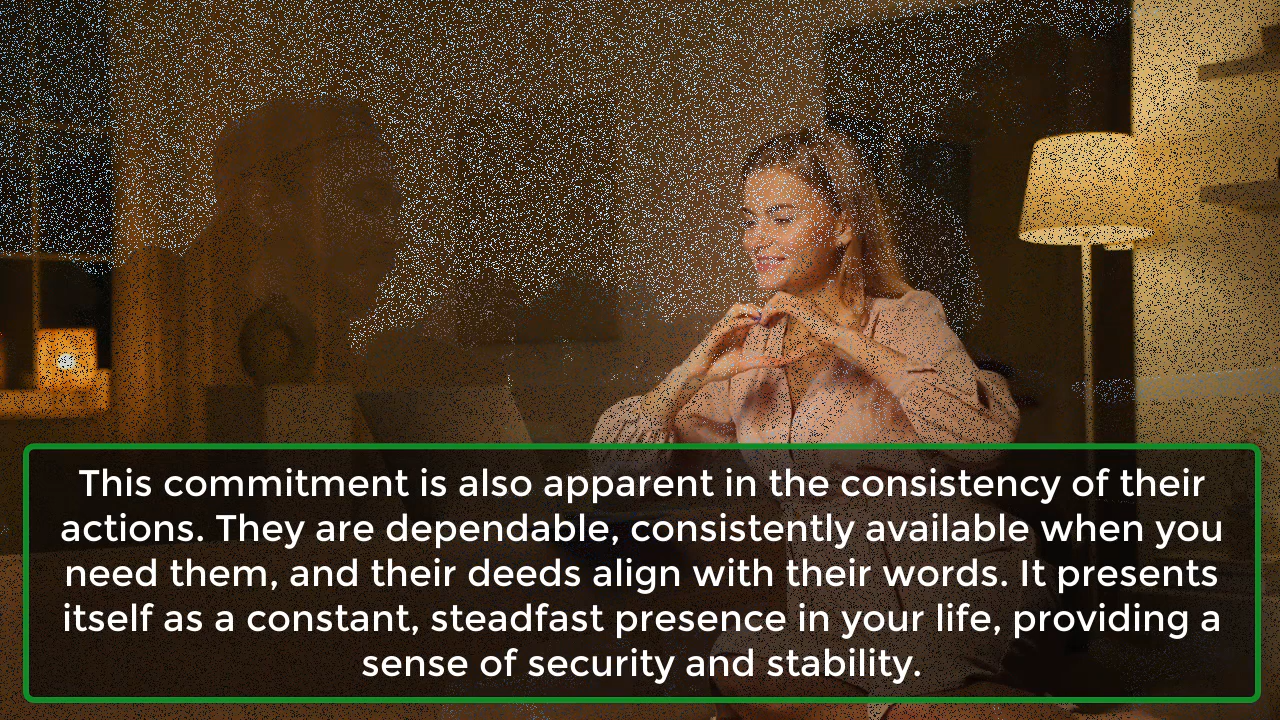 This commitment is also apparent in the consistency of their
actions. They are dependable, consistently available when you
need them, and their deeds align with their words. It presents
itself as a constant, steadfast presence in your life, providing a
sense of security and stability.